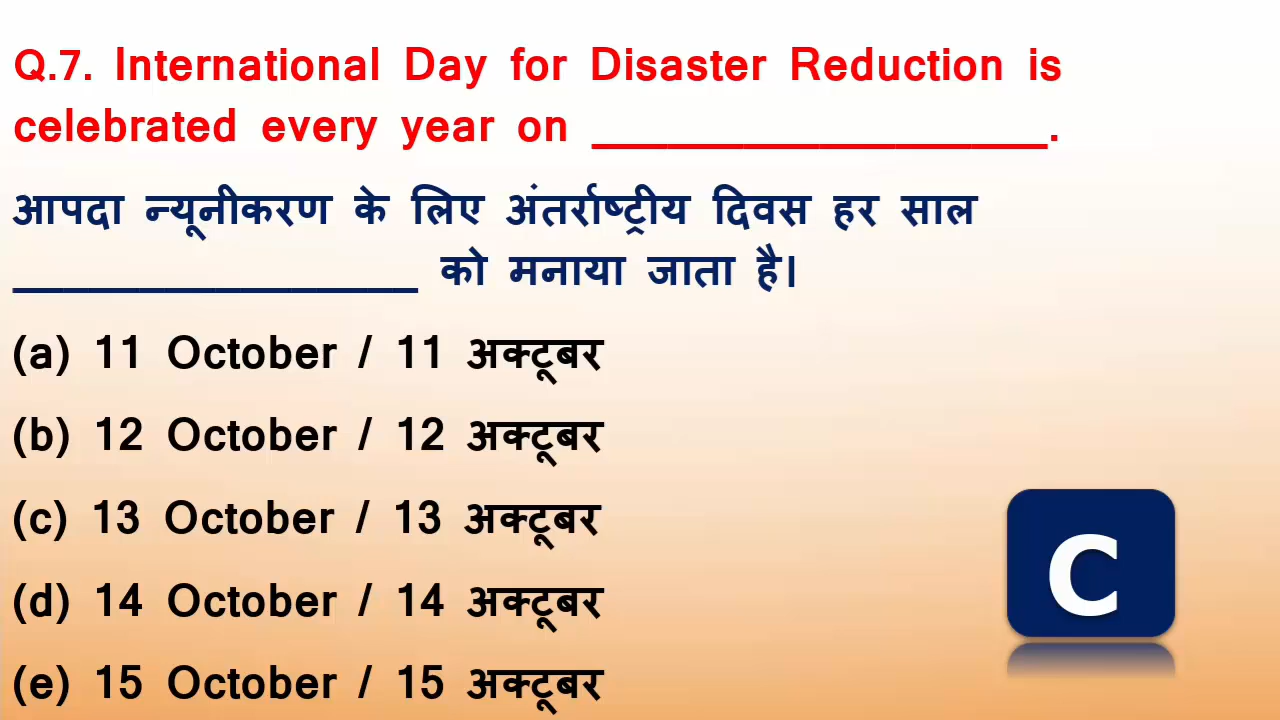 Q.7. International Day for Disaster Reduction is
celebrated every year on __________________.
आपदा न्यूनीकरण के लिए अंतर्राष्ट्रीय दिवस हर साल
________________ को मनाया जाता है।
(a) 11 October / 11 अक्टूबर
(b) 12 October / 12 अक्टूबर
(c) 13 October / 13 अक्टूबर
(d) 14 October / 14 अक्टूबर
(e) 15 October / 15 अक्टूबर
C